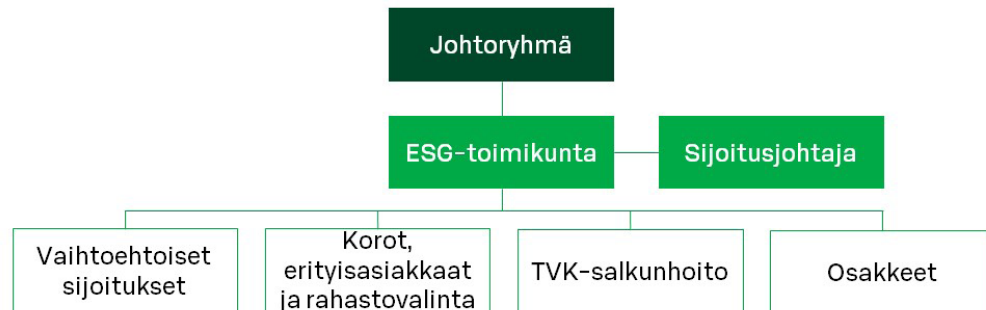 Johtoryhmä
ESG-toimikunta
Sijoitusjohtaja
Vaihtoehtoiset
sijoitukset
Korot,
erityisasiakkaat
ja rahastovalinta
TVK-salkunhoito
Osakkeet